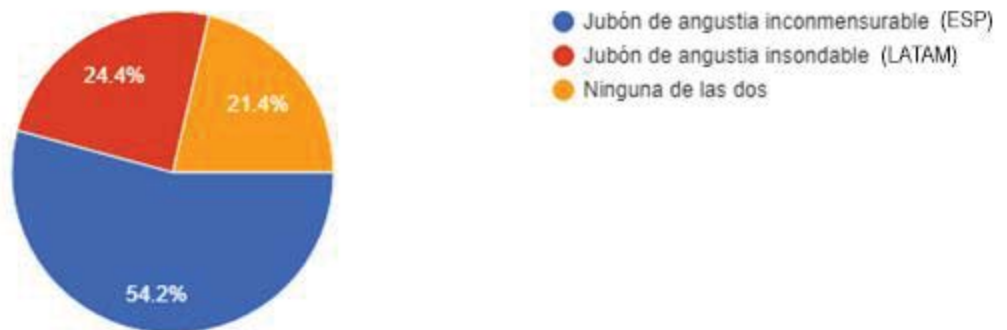 Jubón de angustia inconmensurable (ESP)
Jubón de angustia insondable (LATAM)
Ninguna de las dos
24.4%
21.4%
54.2%